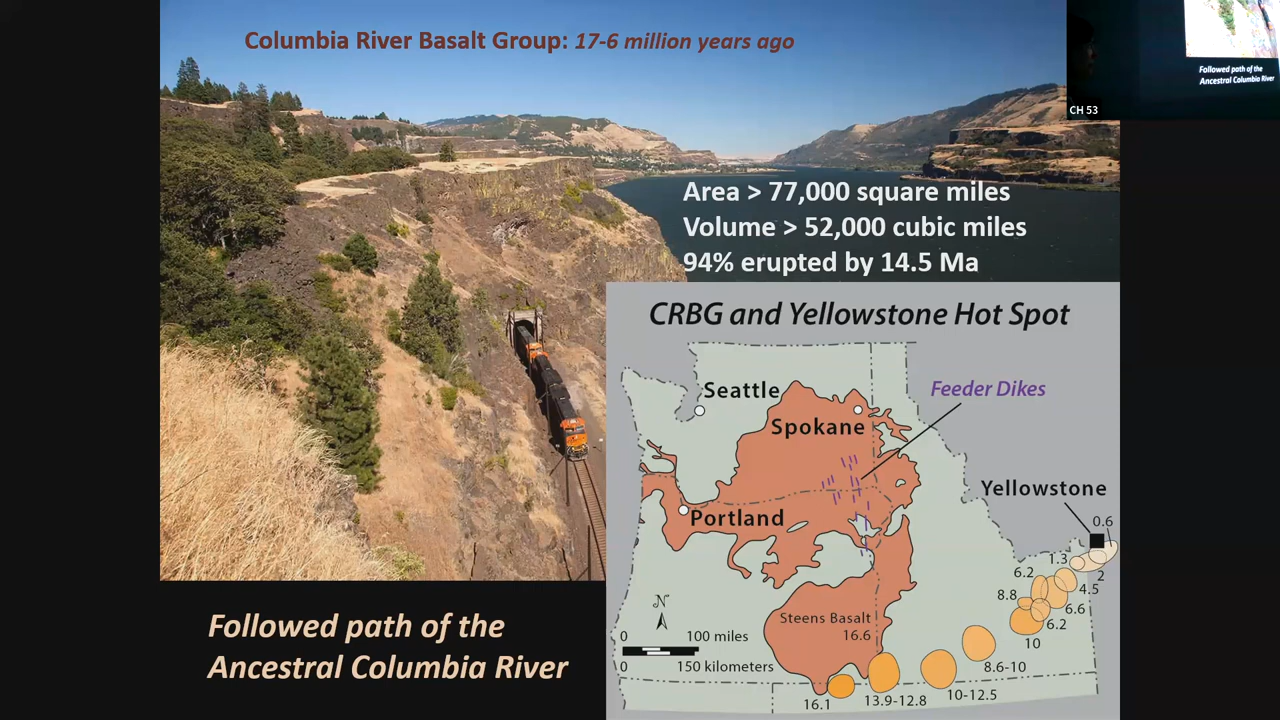 Columbia River Basalt Group: 17-6 million years ago
Followed path of the
Ancestral Columbia River
CH 53
Area > 77,000 square miles
Volume > 52,000 cubic miles
94% erupted by 14.5 Ma
CRBG and Yellowstone Hot Spot
Seattle
Feeder Dikes
Spokane
Yellowstone
Portland
0.6
1.3
2
6.2
4.5
8.8
6.6
6.2
10
N
Steens Basalt
16.6
0 100 miles
0 150 kilometers
8.6-10
10-12.5
13.9-12.8
16.1
Followed path of the
Ancestral Columbia River